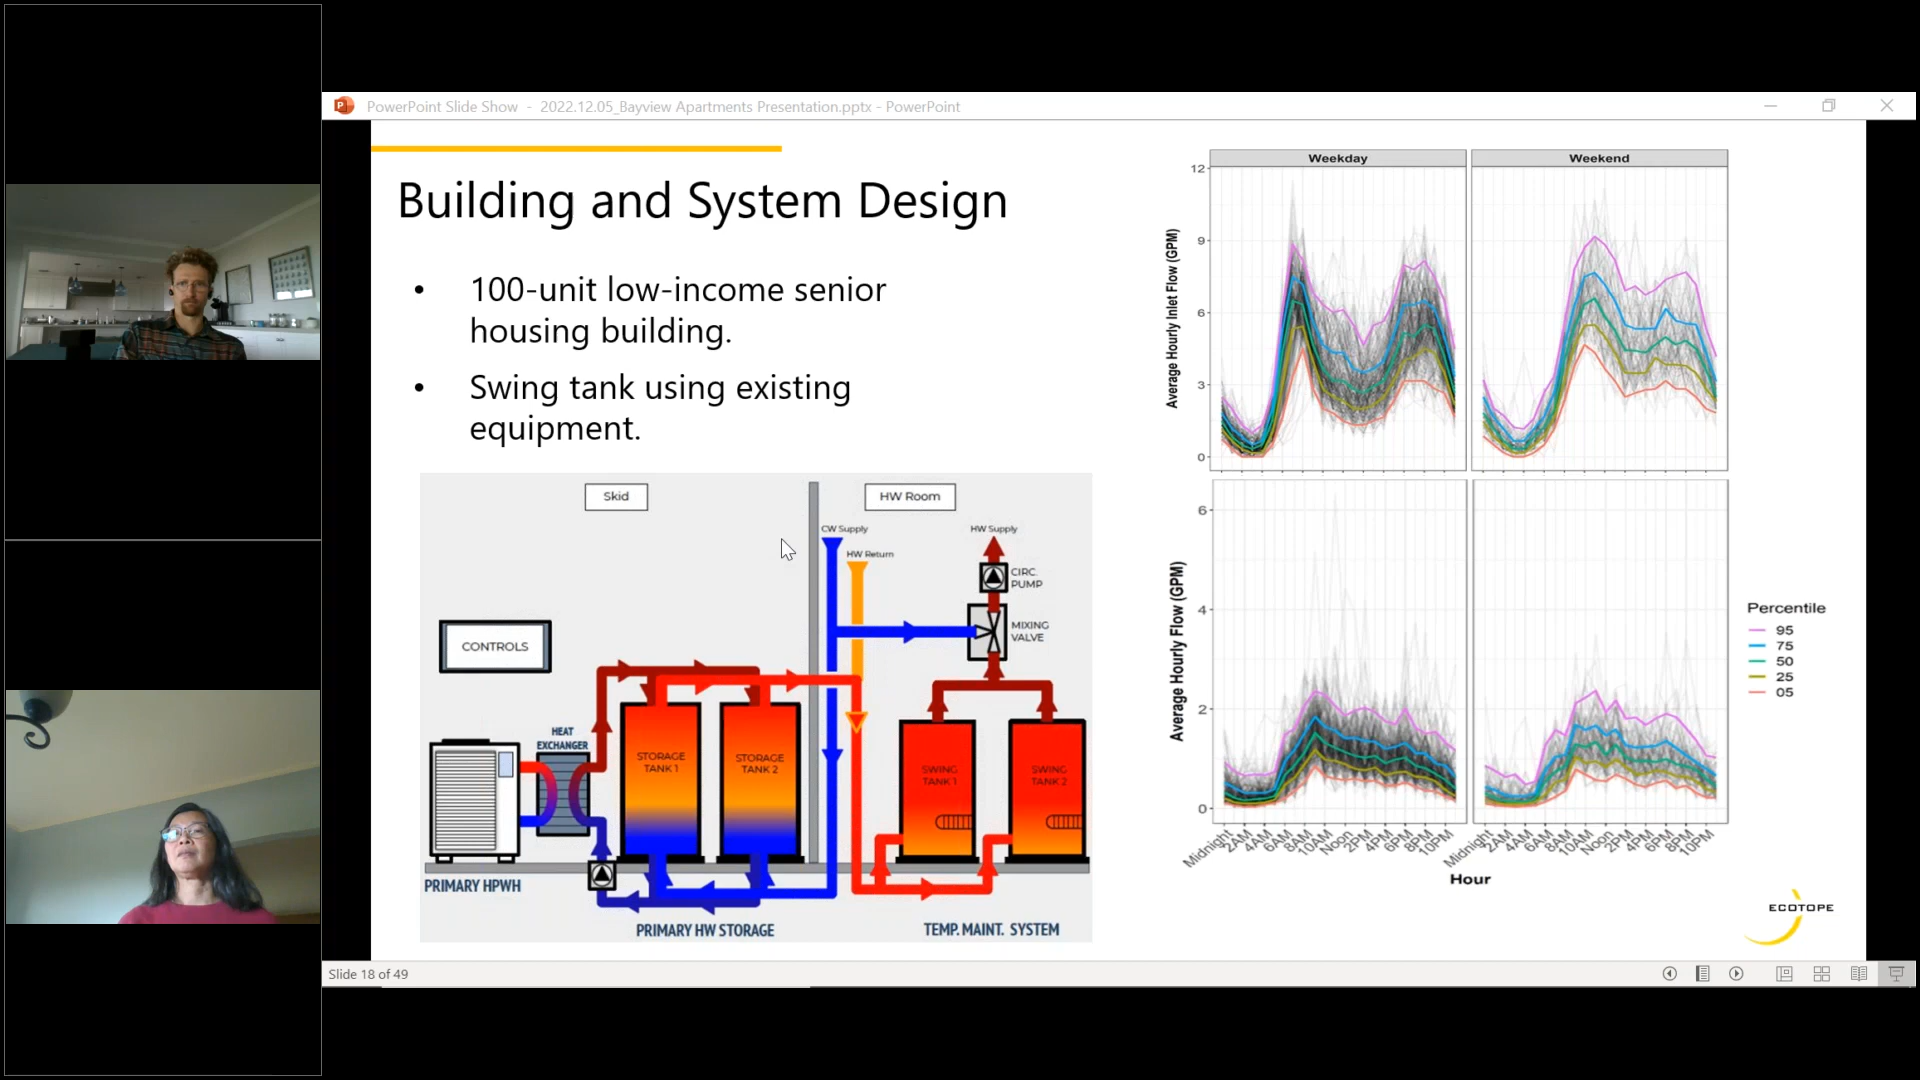 PowerPoint Slide Show - 2022.12.05_Bayview Apartments Presentation.pptx - PowerPoint
Building and System Design
• 100-unit low-income senior
housing building.
• Swing tank using existing
equipment.
Skid
HW Room
CW Supply
HW Supply
HW Return
CIRC.
PUMP
MIXING
VALVE
CONTROLS
HEAT
EXCHANGER
STORAGE
TANK 1
STORAGE
TANK 2
SWING
TANK 1
SWING
TANK 2
PRIMARY HPWH
PRIMARY HW STORAGE
TEMP. MAINT. SYSTEM
Weekday
Weekend
Average Hourly Inlet Flow (GPM)
12
9
6
3
0
Average Hourly Flow (GPM)
6
4
2
0
Midnight 2AM 4AM 6AM 8AM 10AM Noon 2PM 4PM 6PM 8PM 10PM
Midnight 2AM 4AM 6AM 8AM 10AM Noon 2PM 4PM 6PM 8PM 10PM
Hour
Percentile
95
75
50
25
05
ECOTOPE
Slide 18 of 49